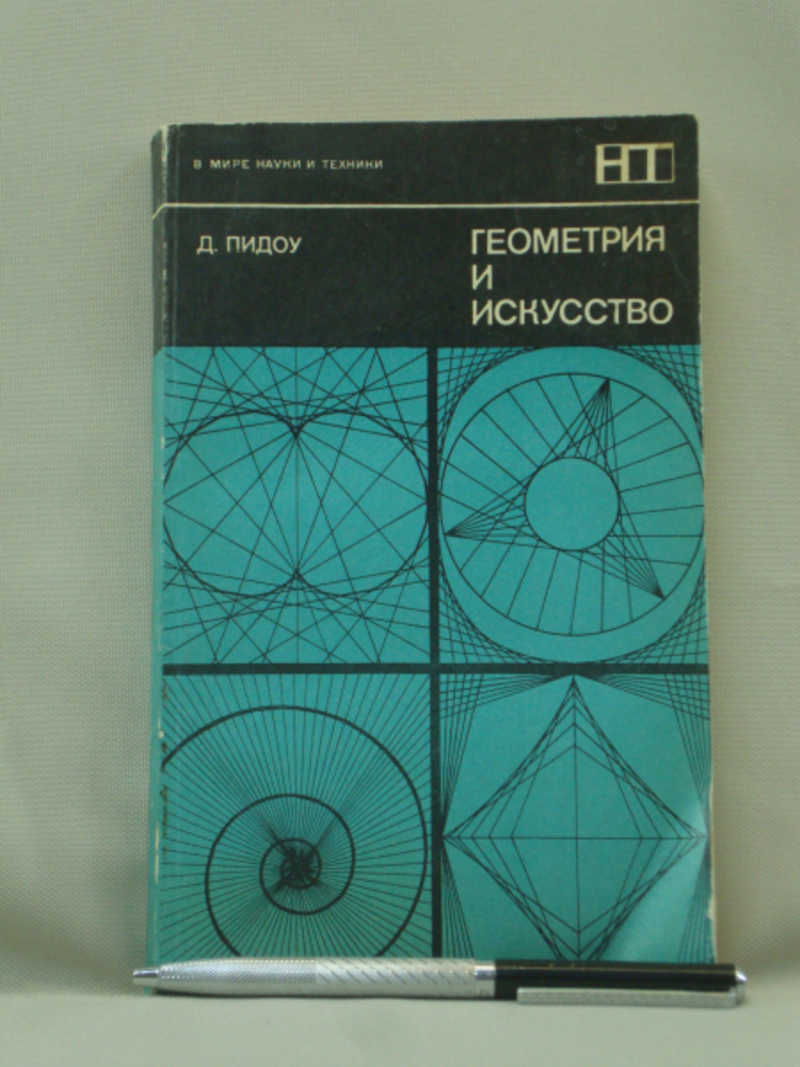 В МИРЕ НАУКИ И ТЕХНИКИ
НТ
Д. ПИДОУ
ГЕОМЕТРИЯ
И
ИСКУССТВО